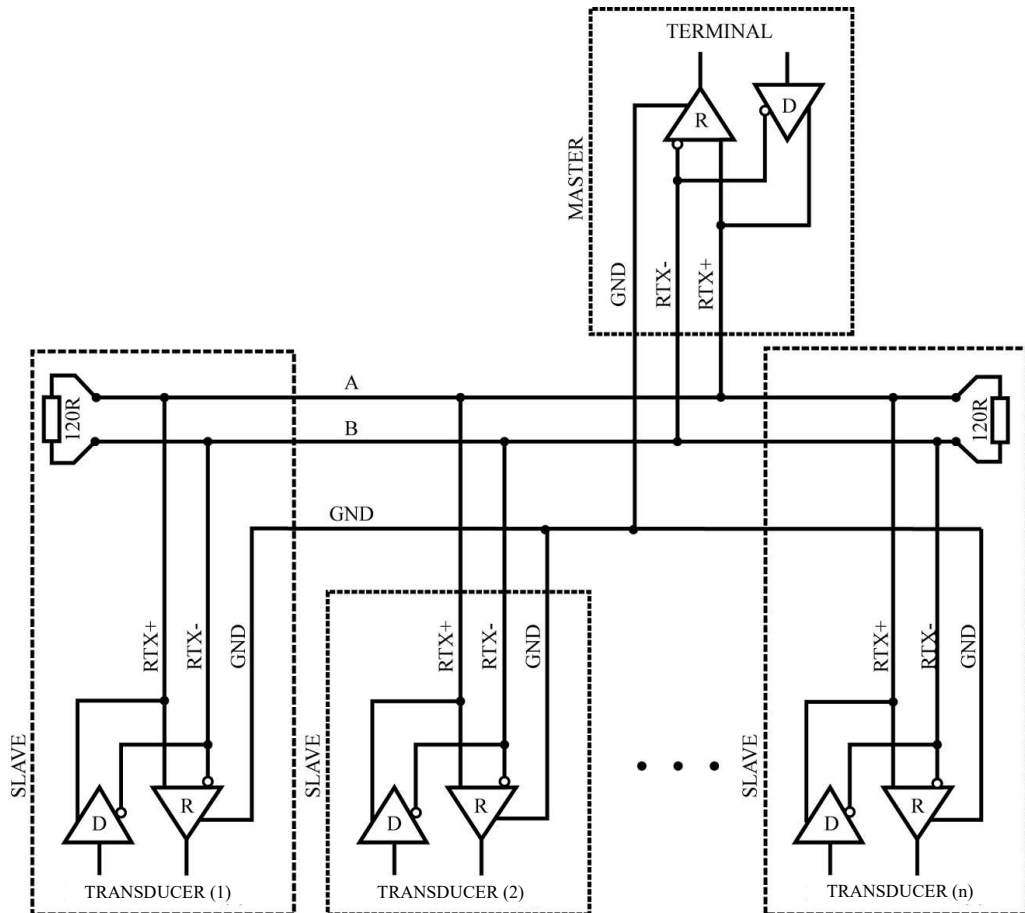 TERMINAL
R
D
MASTER
GND
RTX-
RTX+
120R
A
B
120R
GND
SLAVE
RTX+
RTX-
GND
D
R
TRANSDUCER (1)
SLAVE
RTX+
RTX-
GND
D
R
TRANSDUCER (2)
RTX+
RTX-
GND
D
R
TRANSDUCER (n)